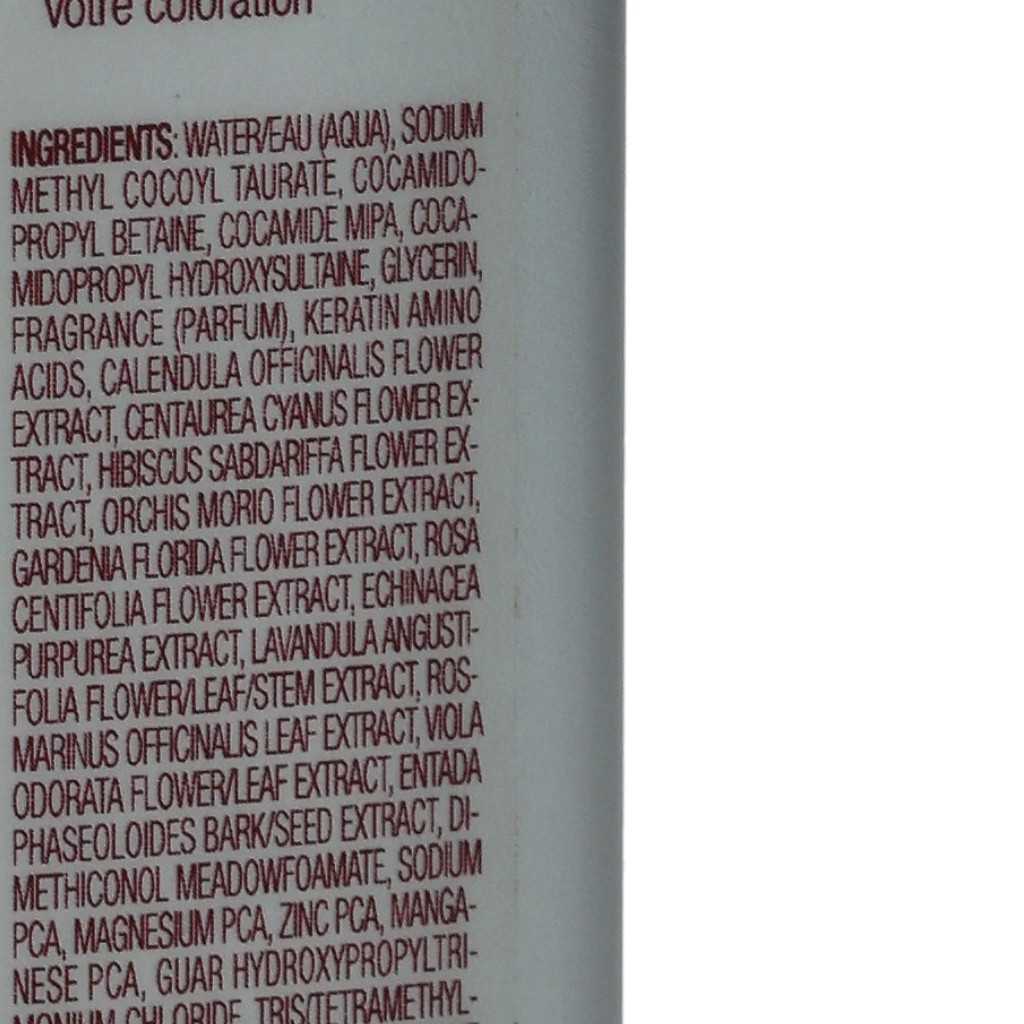 votre coloration
INGREDIENTS: WATER/EAU (AQUA), SODIUM
METHYL COCOYL TAURATE, COCAMIDO-
PROPYL BETAINE, COCAMIDE MIPA, COCA-
MIDOPROPYL HYDROXYSULTAINE, GLYCERIN,
FRAGRANCE (PARFUM), KERATIN AMINO
ACIDS, CALENDULA OFFICINALIS FLOWER
EXTRACT, CENTAUREA CYANUS FLOWER EX-
TRACT, HIBISCUS SABDARIFFA FLOWER EX-
TRACT, ORCHIS MORIO FLOWER EXTRACT,
GARDENIA FLORIDA FLOWER EXTRACT, ROSA
CENTIFOLIA FLOWER EXTRACT, ECHINACEA
PURPUREA EXTRACT, LAVANDULA ANGUSTI-
FOLIA FLOWER/LEAF/STEM EXTRACT, ROS-
MARINUS OFFICINALIS LEAF EXTRACT, VIOLA
ODORATA FLOWER/LEAF EXTRACT, ENTADA
PHASEOLOIDES BARK/SEED EXTRACT, DI-
METHICONOL MEADOWFOAMATE, SODIUM
PCA, MAGNESIUM PCA, ZINC PCA, MANGA-
NESE PCA, GUAR HYDROXYPROPYLTRI-
MONIUM CHLORIDE, TRIS(TETRAMETHYL-